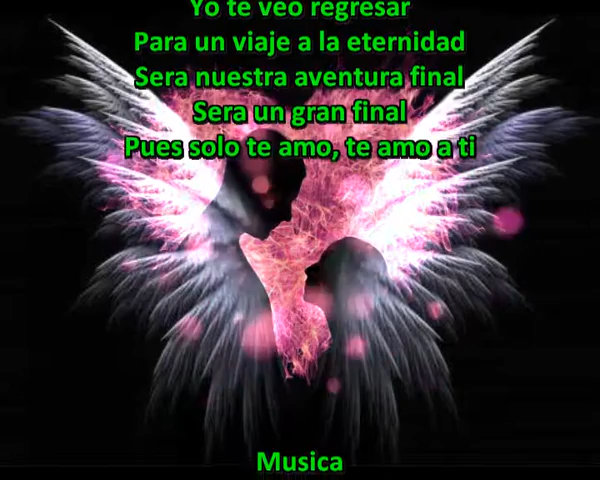 Yo te veo regresar
Para un viaje a la eternidad
Sera nuestra aventura final
Sera un gran final
Pues solo te amo, te amo a ti
Musica